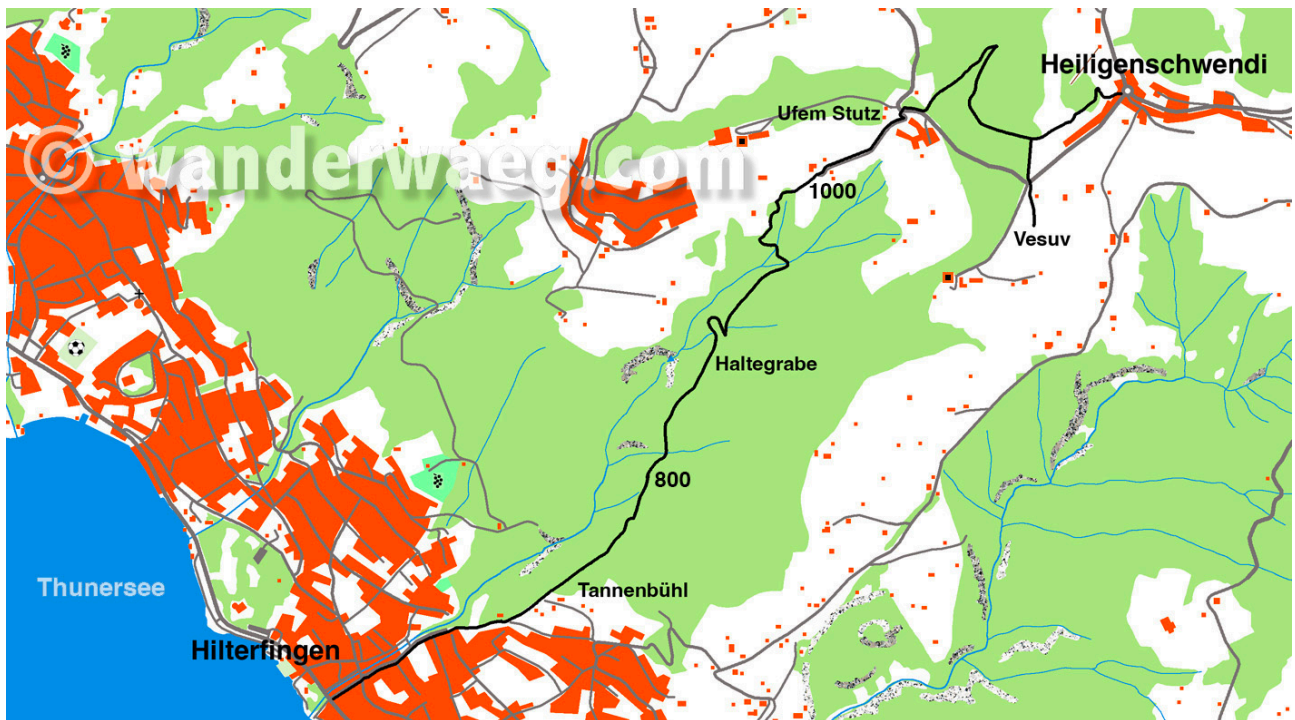 Heiligenschwendi
Ufem Stutz
© wanderwaeg.com
1000
Vesuv
Haltegrabe
800
Thunersee
Tannenbühl
Hilterfingen